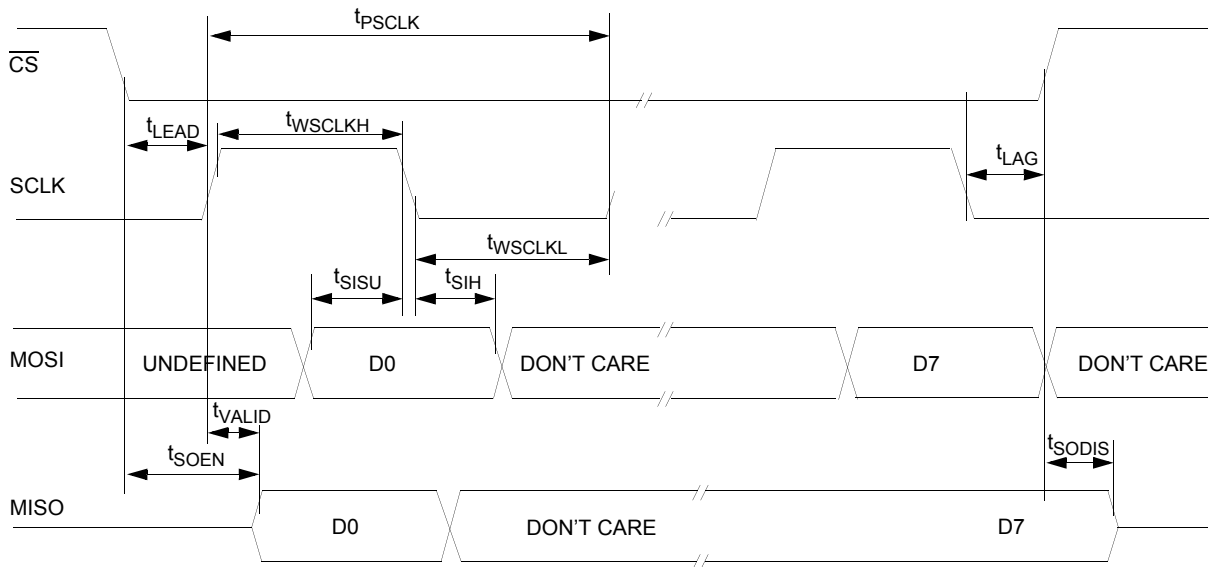 tPSCLK
CS
tLEAD
tWSCLKH
tLAG
SCLK
tWSCLKL
tSISU
tSIH
MOSI
UNDEFINED
D0
DON'T CARE
D7
DON'T CARE
tVALID
tSOEN
tSODIS
MISO
D0
DON'T CARE
D7